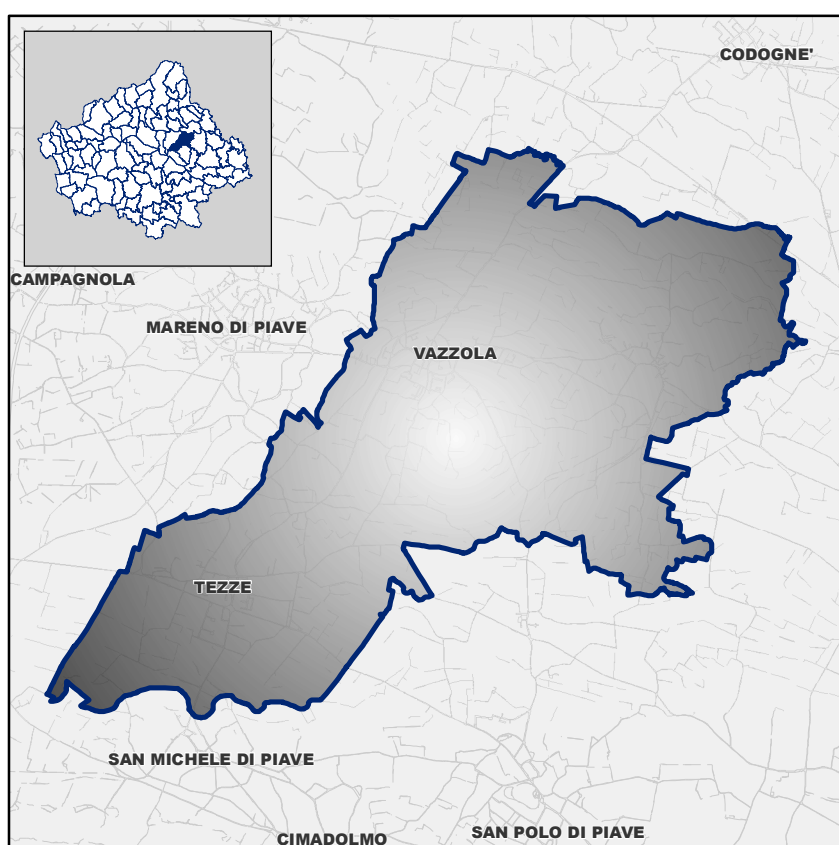 CODOGNE'
CAMPAGNOLA
MARENO DI PIAVE
VAZZOLA
TEZZE
SAN MICHELE DI PIAVE
SAN POLO DI PIAVE
CIMADOLMO